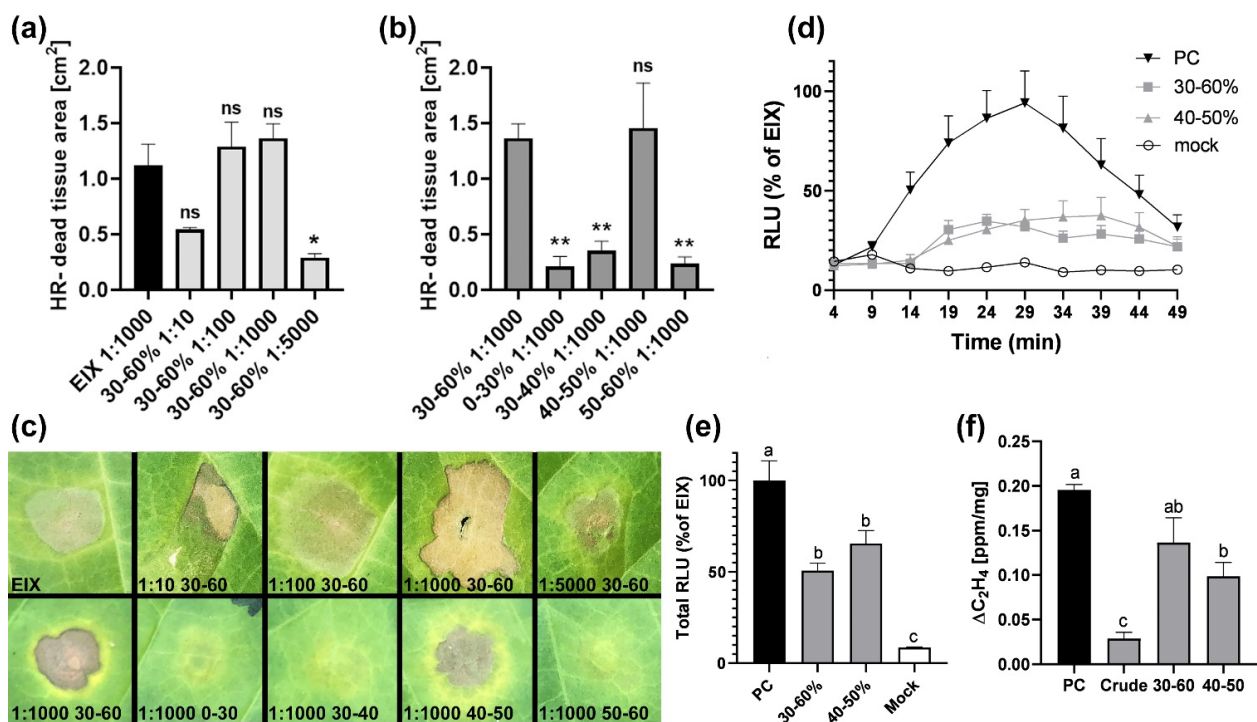 (a)
HR- dead tissue area [cm²]
2.0
1.5
1.0
0.5
0.0
ns
ns
ns
*
EIX 1:1000
30-60% 1:10
30-60% 1:100
30-60% 1:1000
30-60% 1:5000
(b)
HR- dead tissue area [cm²]
2.0
1.5
1.0
0.5
0.0
**
**
ns
**
30-60% 1:1000
0-30% 1:1000
30-40% 1:1000
40-50% 1:1000
50-60% 1:1000
(d)
RLU (% of EIX)
100
50
0
4 9 14 19 24 29 34 39 44 49
Time (min)
PC
30-60%
40-50%
mock
(c)
EIX
1:10 30-60
1:100 30-60
1:1000 30-60
1:5000 30-60
1:1000 30-60
1:1000 0-30
1:1000 30-40
1:1000 40-50
1:1000 50-60
(e)
Total RLU (%of EIX)
100
50
0
a
b
b
c
PC
30-60%
40-50%
Mock
(f)
ΔC₂H₄ [ppm/mg]
0.25
0.20
0.15
0.10
0.05
0.00
a
c
ab
b
PC
Crude
30-60
40-50